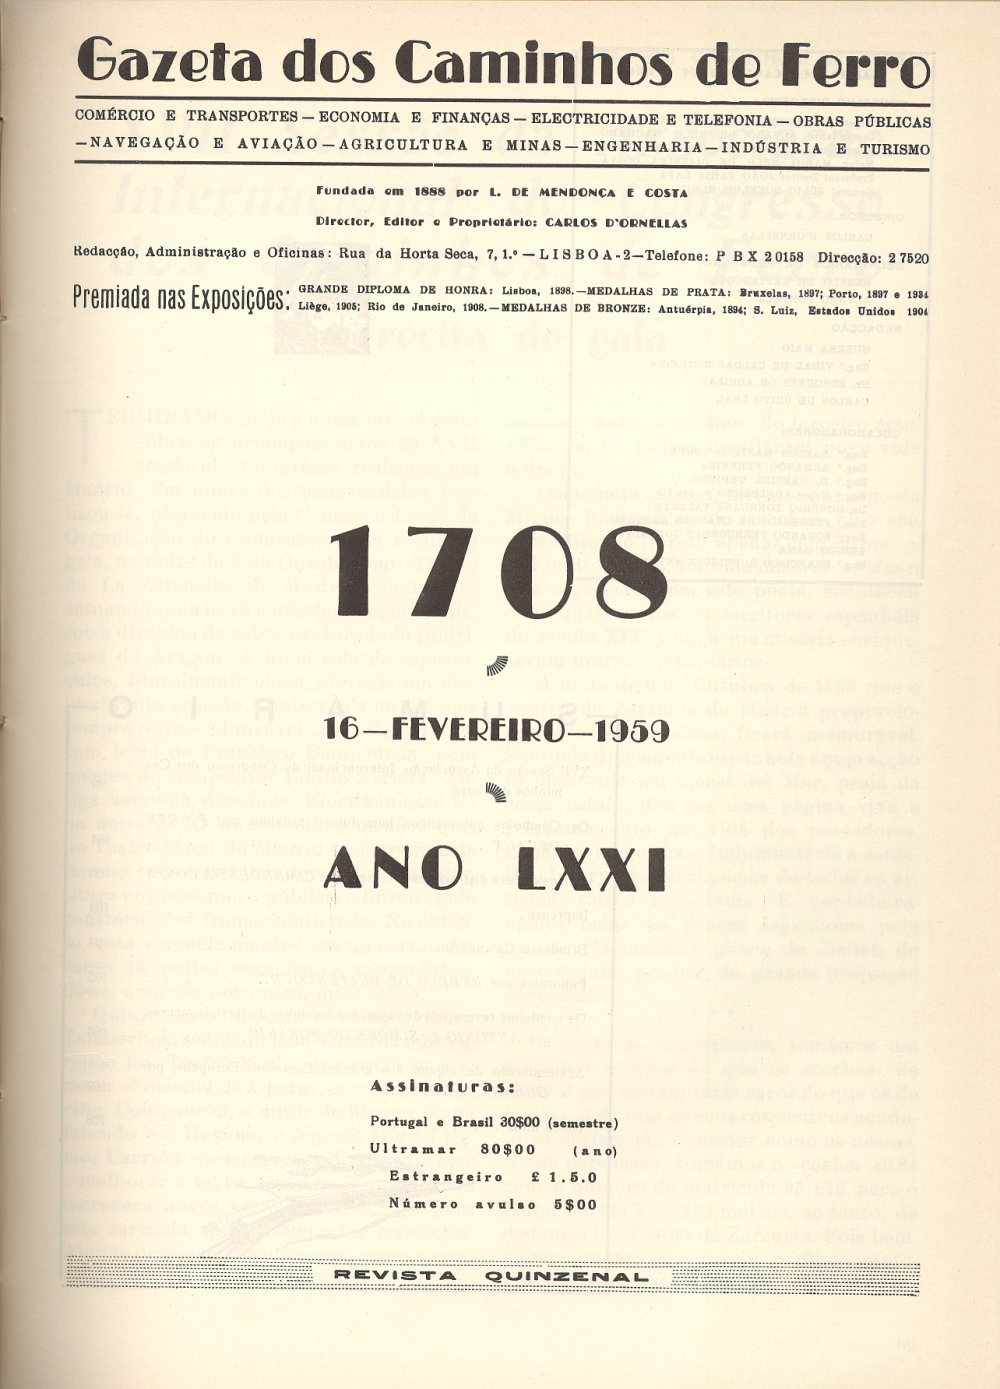 Gazeta dos Caminhos de Ferro
COMÉRCIO E TRANSPORTES — ECONOMIA E FINANÇAS — ELECTRICIDADE E TELEFONIA — OBRAS PÚBLICAS
— NAVEGAÇÃO E AVIAÇÃO — AGRICULTURA E MINAS — ENGENHARIA — INDÚSTRIA E TURISMO
Fundada em 1888 por L. DE MENDONÇA E COSTA
Director, Editor e Proprietário: CARLOS D'ORNELLAS
Redacção, Administração e Oficinas: Rua da Horta Seca, 7, 1.º — LISBOA-2 — Telefone: P B X 20158 Direcção: 27520
Premiada nas Exposições: GRANDE DIPLOMA DE HONRA: Lisboa, 1898. — MEDALHAS DE PRATA: Bruxelas, 1897; Porto, 1897 e 1934
Liège, 1905; Rio de Janeiro, 1908. — MEDALHAS DE BRONZE: Antuérpia, 1894; S. Luiz, Estados Unidos 1904
1708
16—FEVEREIRO—1959
ANO LXXI
Assinaturas:
Portugal e Brasil 30$00 (semestre)
Ultramar 80$00 (ano)
Estrangeiro £ 1.5.0
Número avulso 5$00
REVISTA QUINZENAL